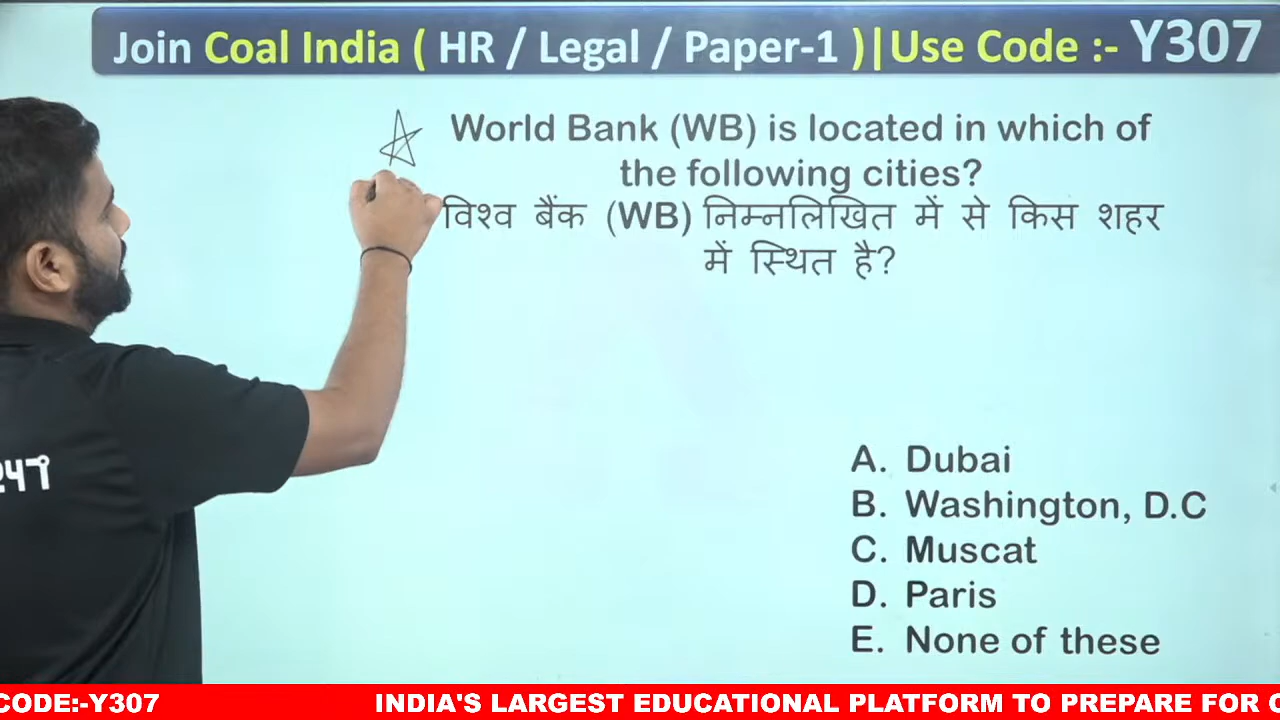 Join Coal India ( HR / Legal / Paper-1 )|Use Code :- Y307
World Bank (WB) is located in which of
the following cities?
विश्व बैंक (WB) निम्नलिखित में से किस शहर
में स्थित है?
A. Dubai
B. Washington, D.C
C. Muscat
D. Paris
E. None of these
247
CODE:-Y307 INDIA'S LARGEST EDUCATIONAL PLATFORM TO PREPARE FOR